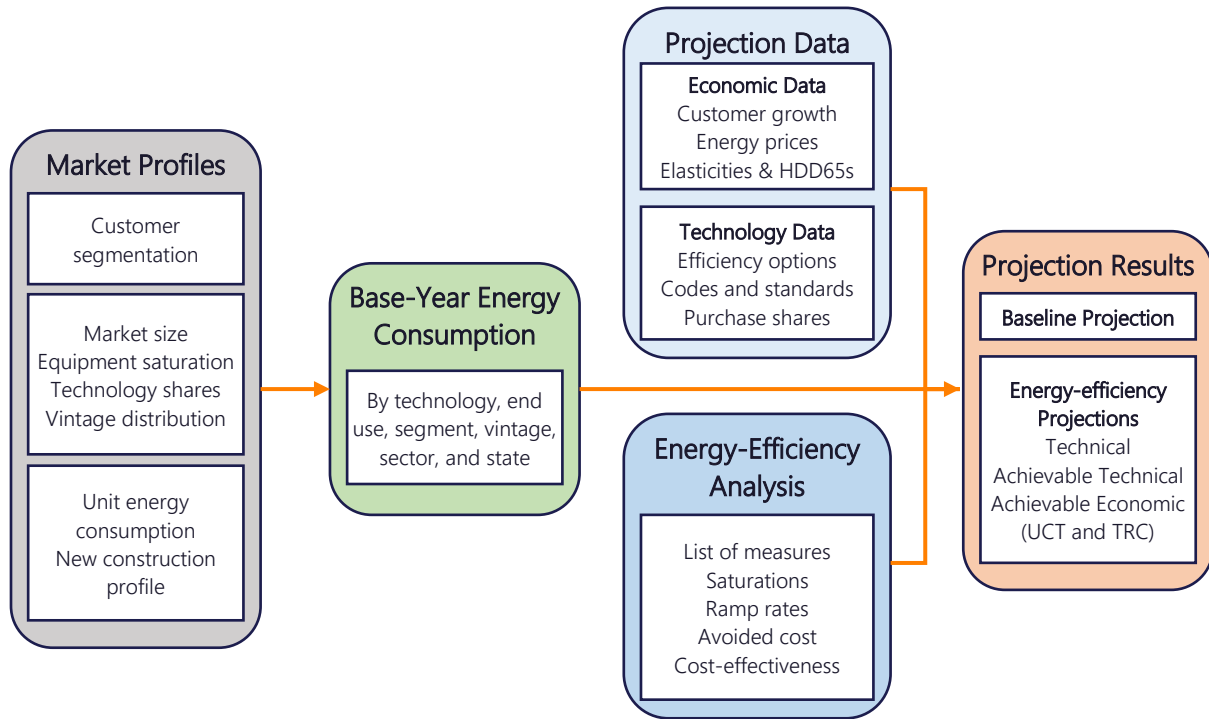 Market Profiles
Customer
segmentation
Market size
Equipment saturation
Technology shares
Vintage distribution
Unit energy
consumption
New construction
profile
Base-Year Energy
Consumption
By technology, end
use, segment, vintage,
sector, and state
Projection Data
Economic Data
Customer growth
Energy prices
Elasticities & HDD65s
Technology Data
Efficiency options
Codes and standards
Purchase shares
Energy-Efficiency
Analysis
List of measures
Saturations
Ramp rates
Avoided cost
Cost-effectiveness
Projection Results
Baseline Projection
Energy-efficiency
Projections
Technical
Achievable Technical
Achievable Economic
(UCT and TRC)